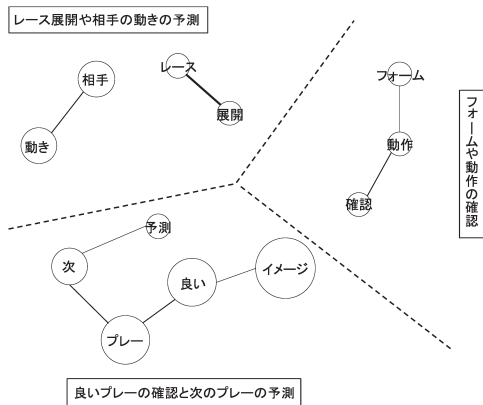 レース展開や相手の動きの予測
相手
動き
レース
展開
フォーム
動作
確認
フォームや動作の確認
予測
次
良い
イメージ
プレー
良いプレーの確認と次のプレーの予測